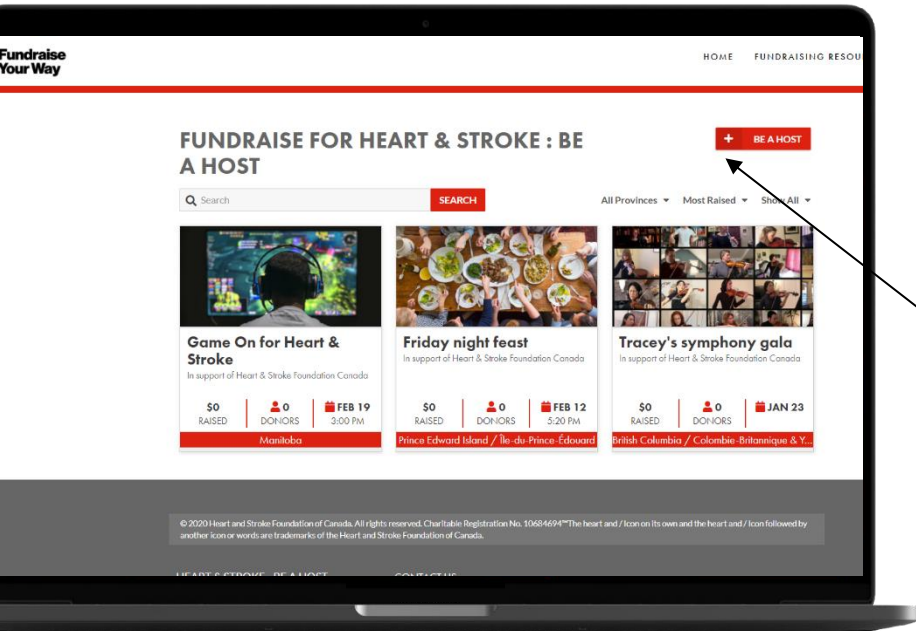 Fundraise
Your Way
HOME FUNDRAISING RESOU
FUNDRAISE FOR HEART & STROKE : BE
A HOST
+ BE A HOST
Search
SEARCH
All Provinces
Most Raised
Show All
Game On for Heart &
Stroke
In support of Heart & Stroke Foundation Canada
$0
RAISED
0
DONORS
FEB 19
3:00 PM
Manitoba
Friday night feast
In support of Heart & Stroke Foundation Canada
$0
RAISED
0
DONORS
FEB 12
5:20 PM
Prince Edward Island / Île-du-Prince-Édouard
Tracey's symphony gala
In support of Heart & Stroke Foundation Canada
$0
RAISED
0
DONORS
JAN 23
British Columbia / Colombie-Britannique & Y...
© 2020 Heart and Stroke Foundation of Canada. All rights reserved. Charitable Registration No. 10684694™The heart and / Icon on its own and the heart and / Icon followed by
another icon or words are trademarks of the Heart and Stroke Foundation of Canada.
HEART & STROKE : BE A HOST
CONTACT US